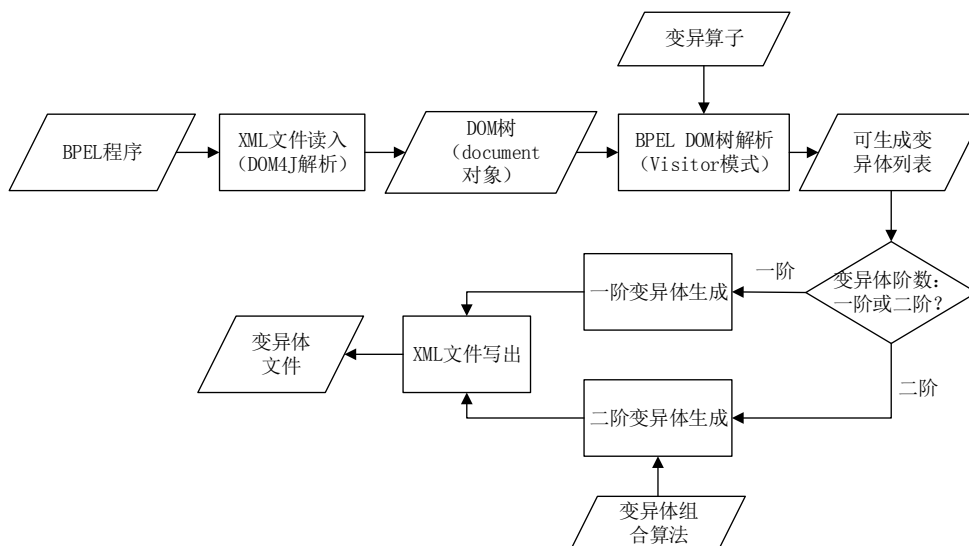 变异算子
BPEL程序
XML文件读入
（DOM4J解析）
DOM树
（document
对象）
BPEL DOM树解析
（Visitor模式）
可生成变
异体列表
变异体阶数：
一阶或二阶？
一阶
一阶变异体生成
变异体
文件
XML文件写出
二阶
二阶变异体生成
变异体组
合算法